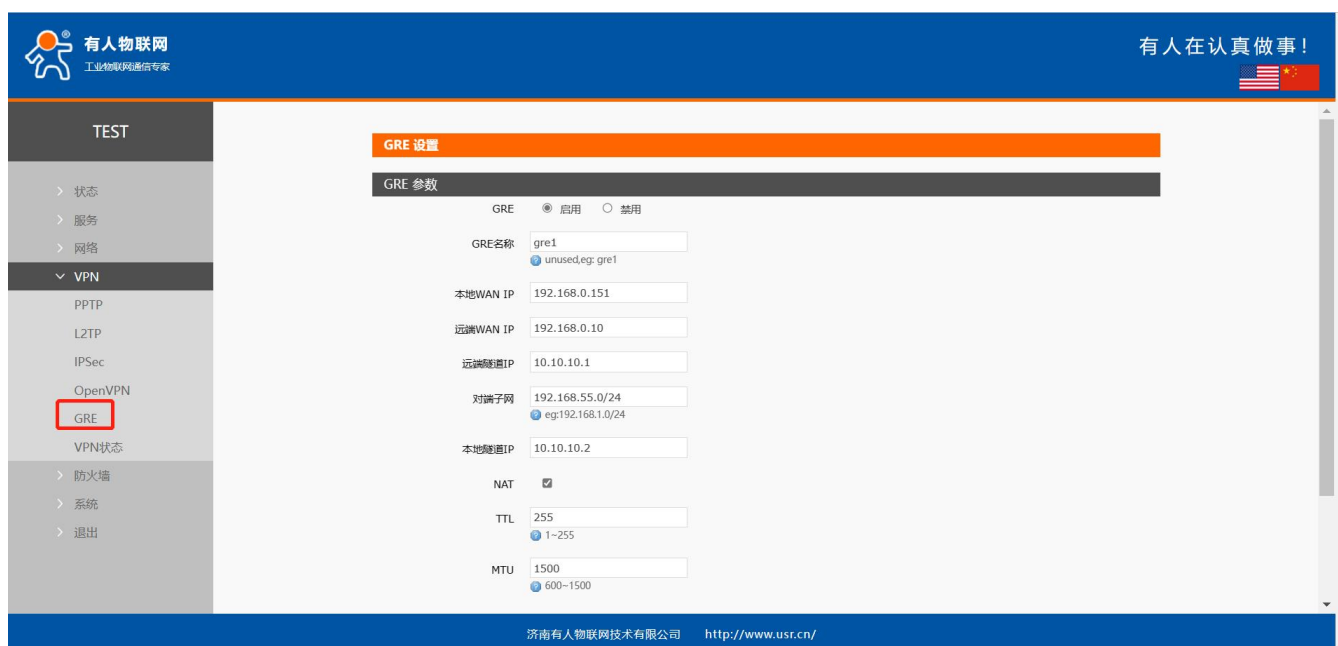 有人物联网
®
工业物联网通信专家
有人在认真做事！
TEST
状态
服务
网络
VPN
PPTP
L2TP
IPSec
OpenVPN
GRE
VPN状态
防火墙
系统
退出
GRE 设置
GRE 参数
GRE 启用 禁用
GRE名称 gre1
unused,eg: gre1
本地WAN IP 192.168.0.151
远端WAN IP 192.168.0.10
远端隧道IP 10.10.10.1
对端子网 192.168.55.0/24
eg:192.168.1.0/24
本地隧道IP 10.10.10.2
NAT
TTL 255
1~255
MTU 1500
600~1500
济南有人物联网技术有限公司 http://www.usr.cn/